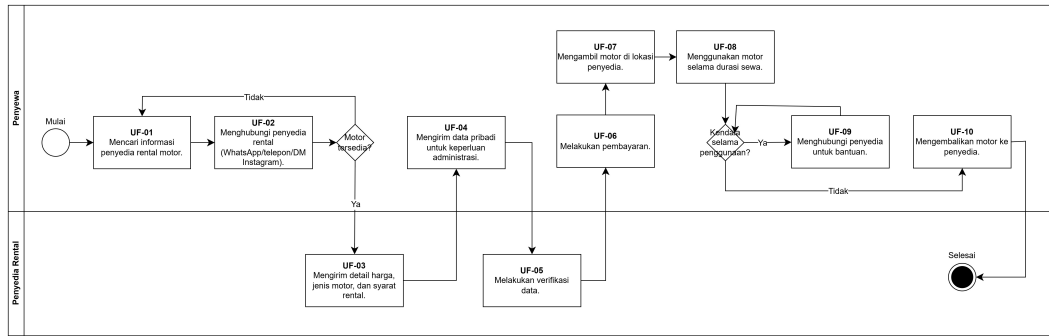 Penyewa
Mulai
UF-01
Mencari informasi
penyedia rental motor.
Tidak
UF-02
Menghubungi penyedia
rental
(WhatsApp/telepon/DM
Instagram).
Motor
tersedia?
Ya
UF-04
Mengirim data pribadi
untuk keperluan
administrasi.
UF-07
Mengambil motor di lokasi
penyedia.
UF-06
Melakukan pembayaran.
UF-08
Menggunakan motor
selama durasi sewa.
Kendala
selama
penggunaan?
Ya
UF-09
Menghubungi penyedia
untuk bantuan.
Tidak
UF-10
Mengembalikan motor ke
penyedia.
Penyedia Rental
UF-03
Mengirim detail harga,
jenis motor, dan syarat
rental.
UF-05
Melakukan verifikasi
data.
Selesai